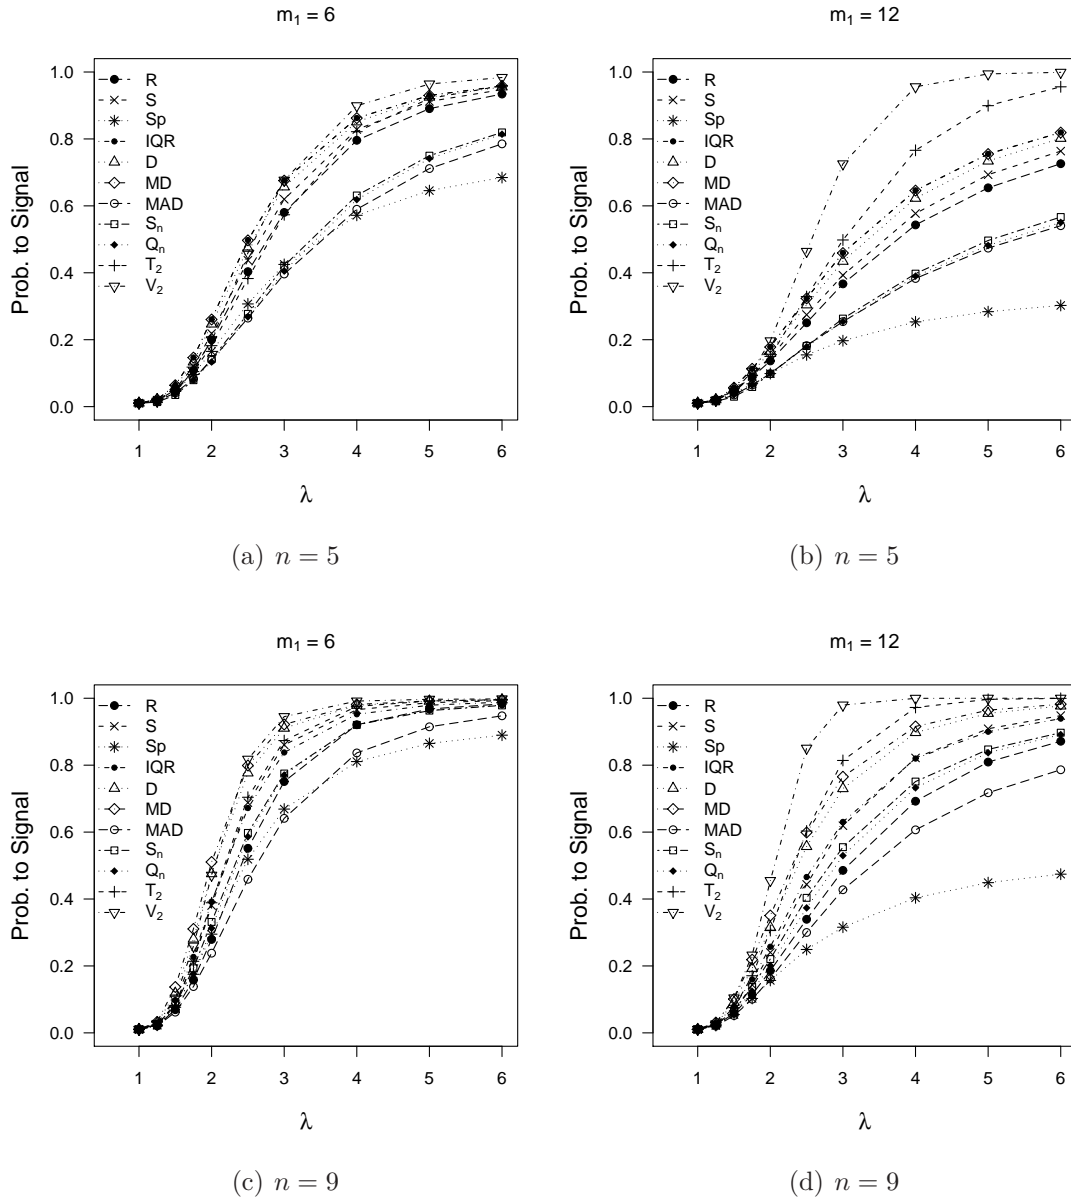 m₁ = 6
Prob. to Signal
1.0
0.8
0.6
0.4
0.2
0.0
R
S
Sp
IQR
D
MD
MAD
Sₙ
Qₙ
T₂
V₂
1 2 3 4 5 6
λ
(a) n = 5
m₁ = 12
Prob. to Signal
1.0
0.8
0.6
0.4
0.2
0.0
R
S
Sp
IQR
D
MD
MAD
Sₙ
Qₙ
T₂
V₂
1 2 3 4 5 6
λ
(b) n = 5
m₁ = 6
Prob. to Signal
1.0
0.8
0.6
0.4
0.2
0.0
R
S
Sp
IQR
D
MD
MAD
Sₙ
Qₙ
T₂
V₂
1 2 3 4 5 6
λ
(c) n = 9
m₁ = 12
Prob. to Signal
1.0
0.8
0.6
0.4
0.2
0.0
R
S
Sp
IQR
D
MD
MAD
Sₙ
Qₙ
T₂
V₂
1 2 3 4 5 6
λ
(d) n = 9